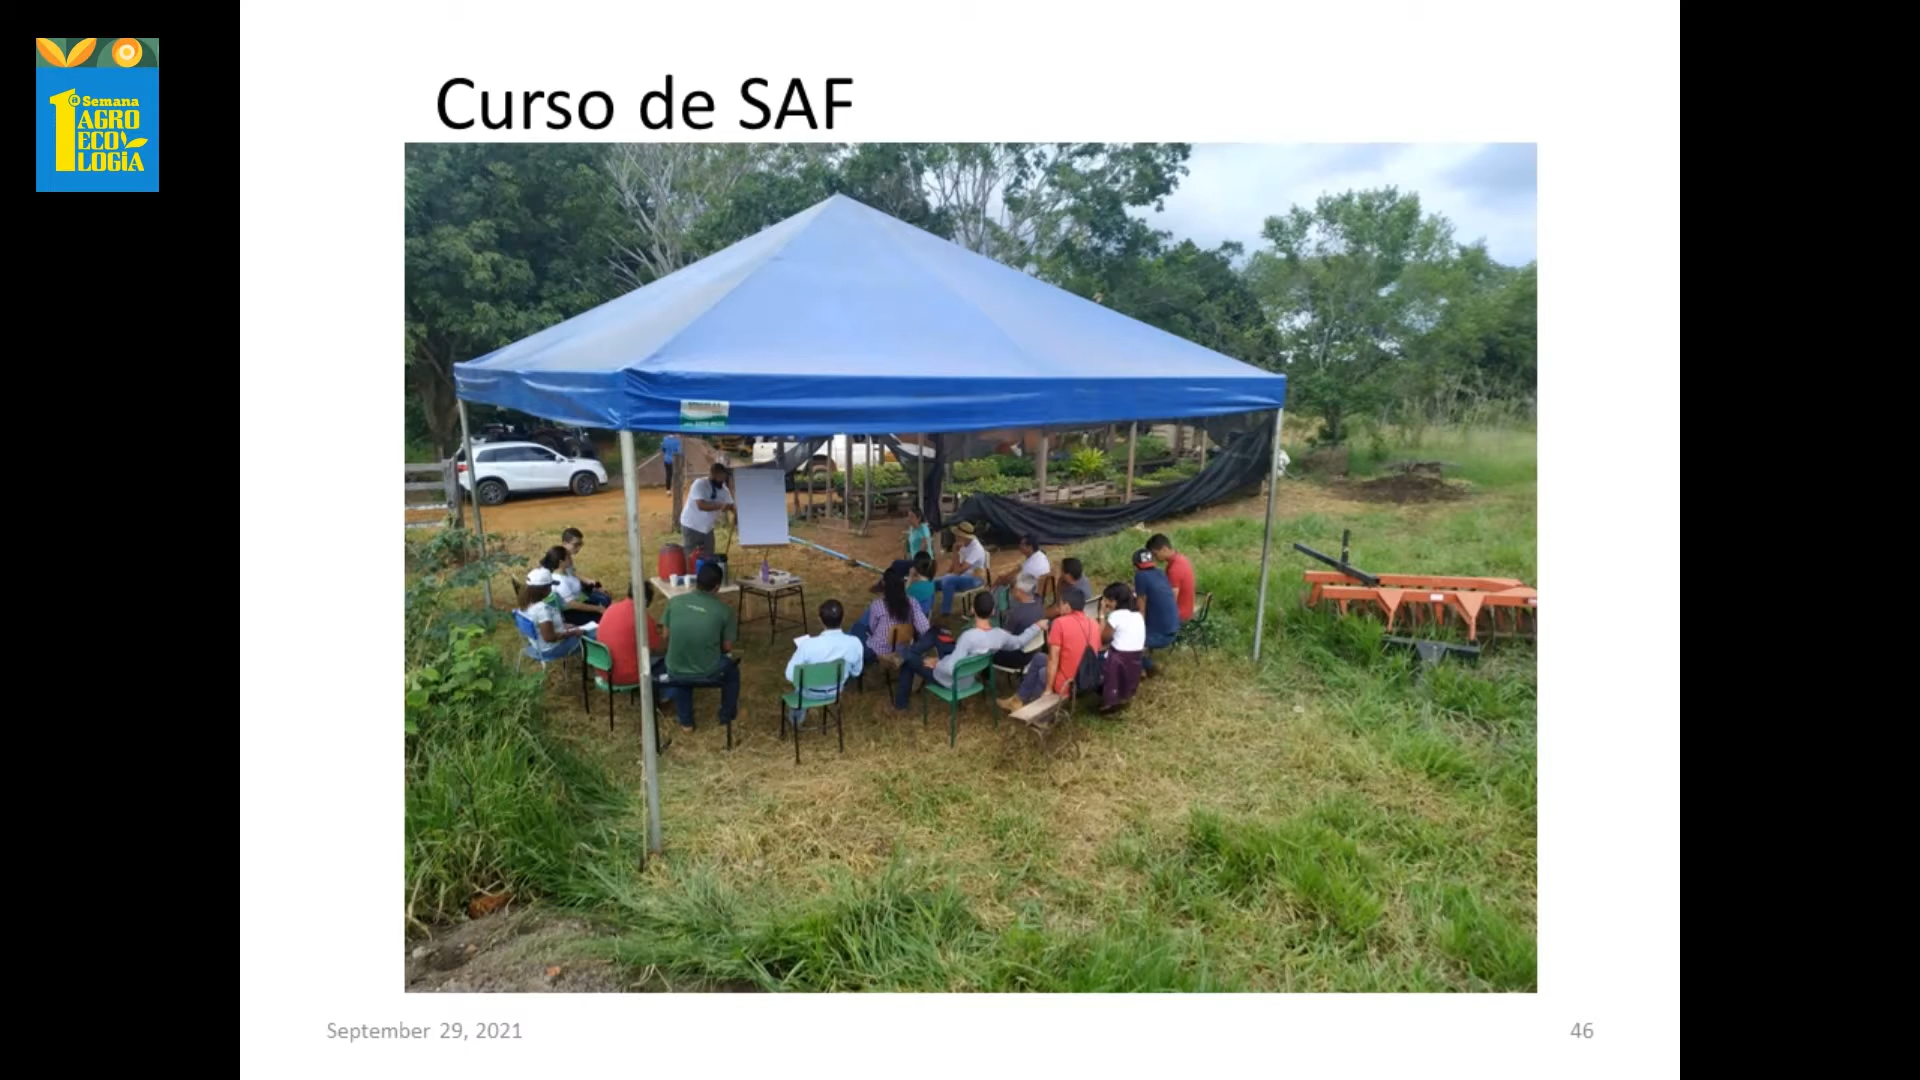 1ª Semana
AGRO
ECO
LOGIA
Curso de SAF
September 29, 2021
46